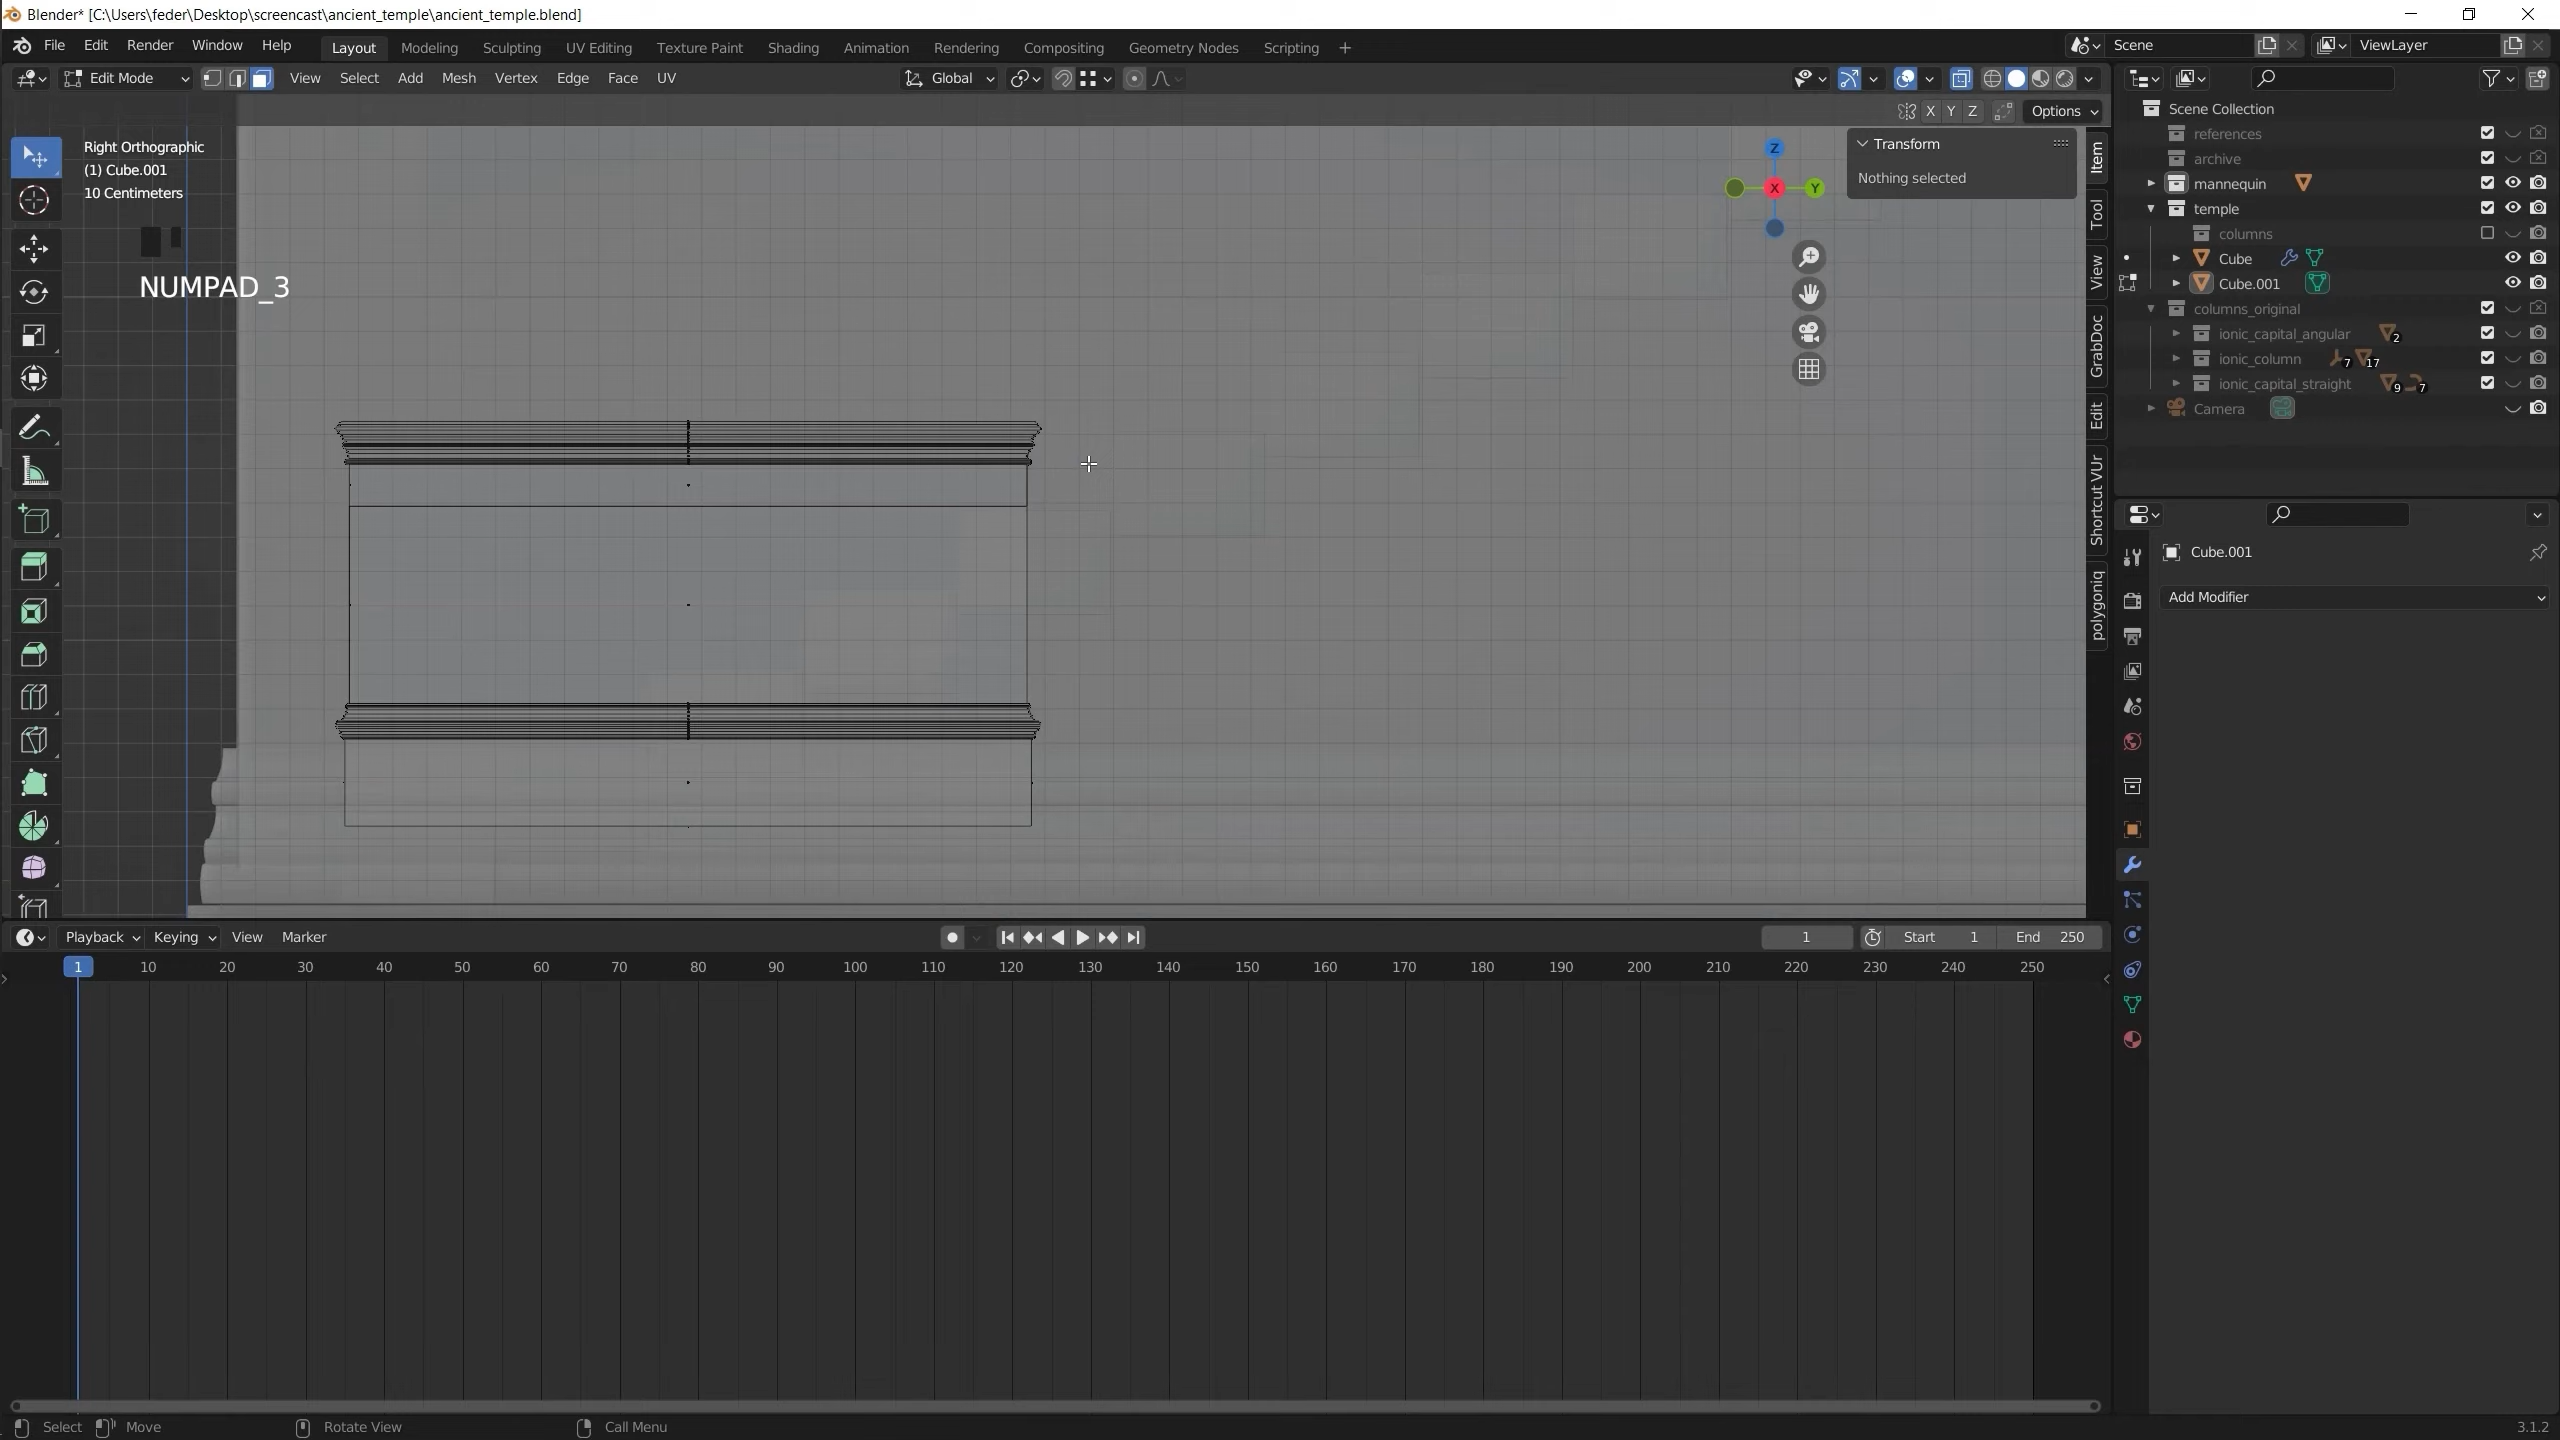 Blender* [C:\Users\feder\Desktop\screencast\ancient_temple\ancient_temple.blend]
File Edit Render Window Help Layout Modeling Sculpting UV Editing Texture Paint Shading Animation Rendering Compositing Geometry Nodes Scripting + Scene ViewLayer
Edit Mode View Select Add Mesh Vertex Edge Face UV Global
X Y Z Options
Right Orthographic
(1) Cube.001
10 Centimeters
NUMPAD_3
Z
X
Y
Transform
Nothing selected
Item
Tool
View
GrabDoc
Edit
Shortcut VUr
polygoniq
Scene Collection
references
archive
mannequin
temple
columns
Cube
Cube.001
columns_original
ionic_capital_angular 2
ionic_column 7 17
ionic_capital_straight 9 7
Camera
Cube.001
Add Modifier
Playback Keying View Marker 1 Start 1 End 250
1 10 20 30 40 50 60 70 80 90 100 110 120 130 140 150 160 170 180 190 200 210 220 230 240 250
Select Move Rotate View Call Menu 3.1.2